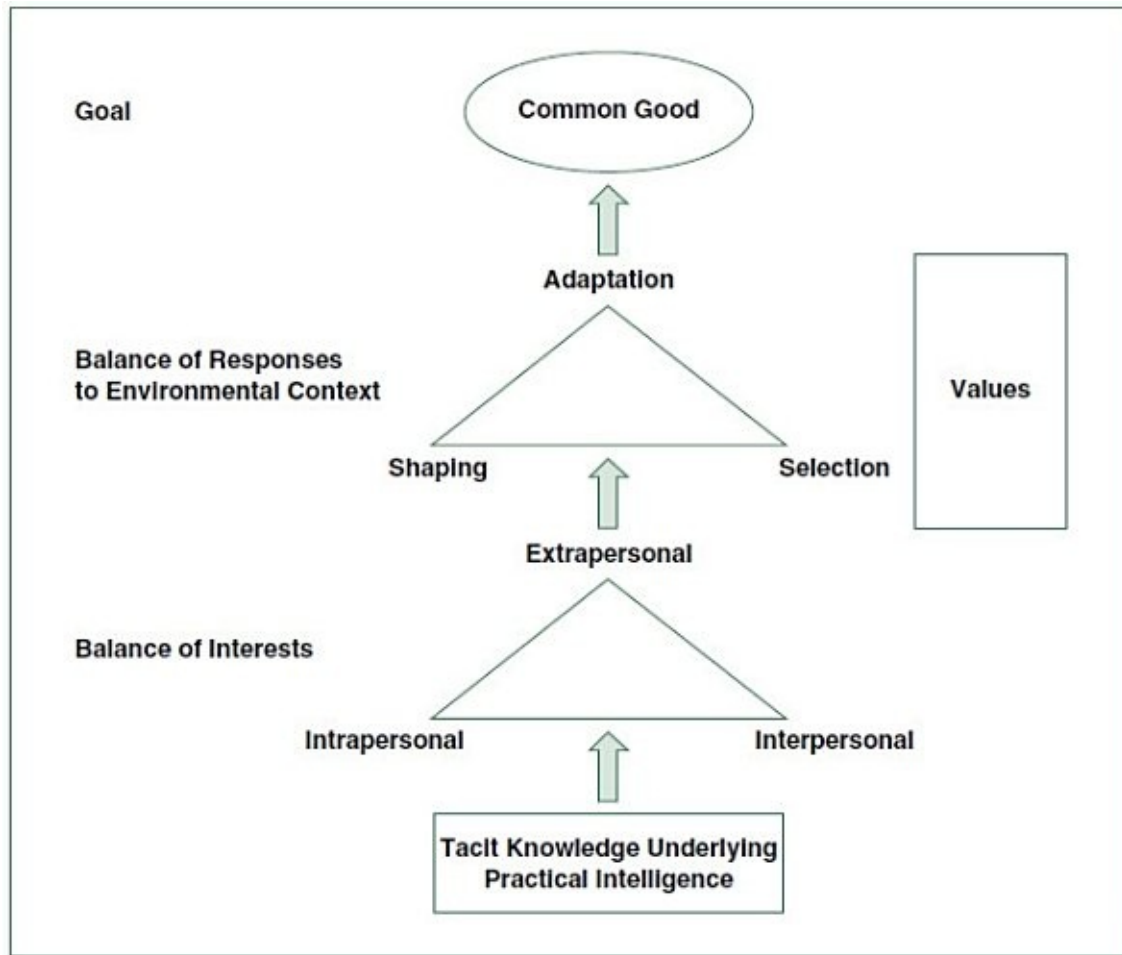 Goal
Common Good
Adaptation
Balance of Responses
to Environmental Context
Values
Shaping
Selection
Extrapersonal
Balance of Interests
Intrapersonal
Interpersonal
Tacit Knowledge Underlying
Practical Intelligence